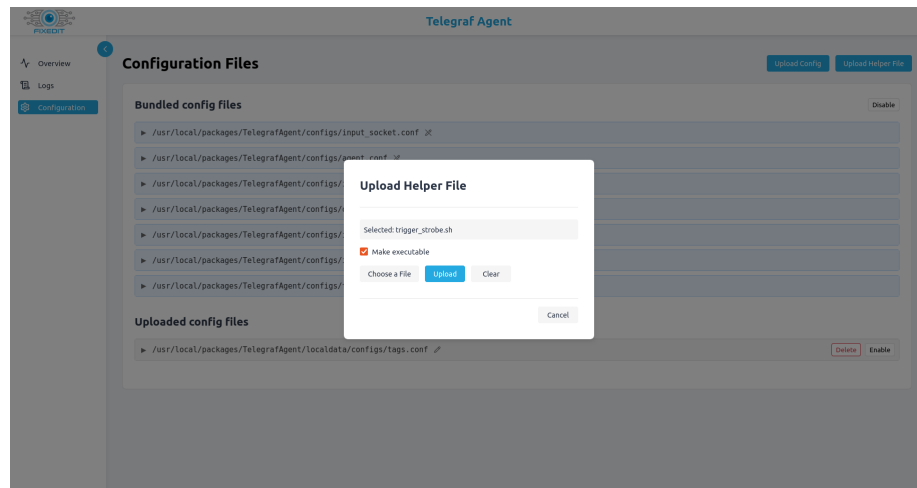 FIXEDIT
Telegraf Agent
Overview
Logs
Configuration
Configuration Files
Upload Config
Upload Helper File
Bundled config files
Disable
▶ /usr/local/packages/TelegrafAgent/configs/input_socket.conf
▶ /usr/local/packages/TelegrafAgent/configs/agent.conf
▶ /usr/local/packages/TelegrafAgent/configs/
▶ /usr/local/packages/TelegrafAgent/configs/
▶ /usr/local/packages/TelegrafAgent/configs/
▶ /usr/local/packages/TelegrafAgent/configs/
▶ /usr/local/packages/TelegrafAgent/configs/
Upload Helper File
Selected: trigger_strobe.sh
Make executable
Choose a File
Upload
Clear
Cancel
Uploaded config files
▶ /usr/local/packages/TelegrafAgent/localdata/configs/tags.conf
Delete
Enable